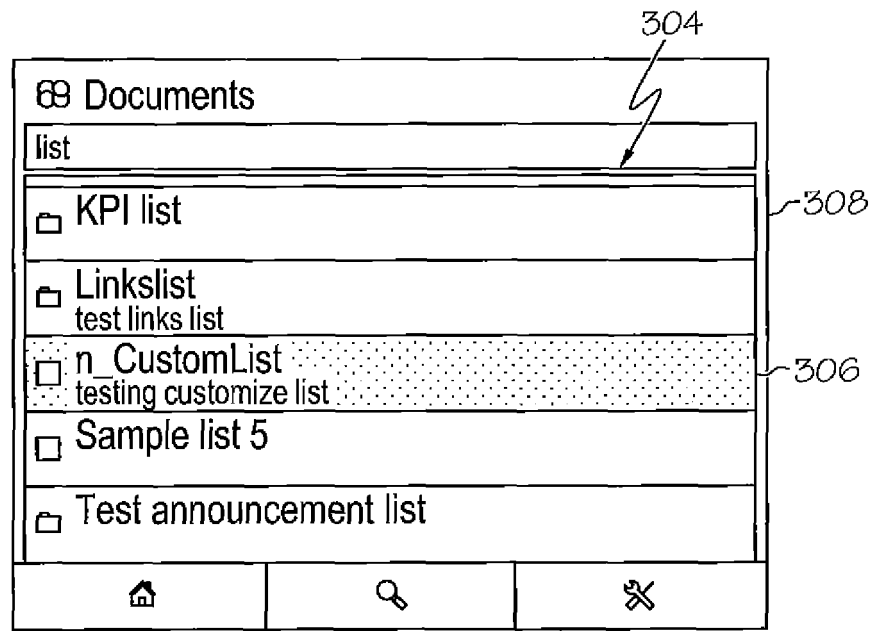 304
Documents
list
KPI list
308
Linkslist
test links list
n_CustomList
testing customize list
306
Sample list 5
Test announcement list